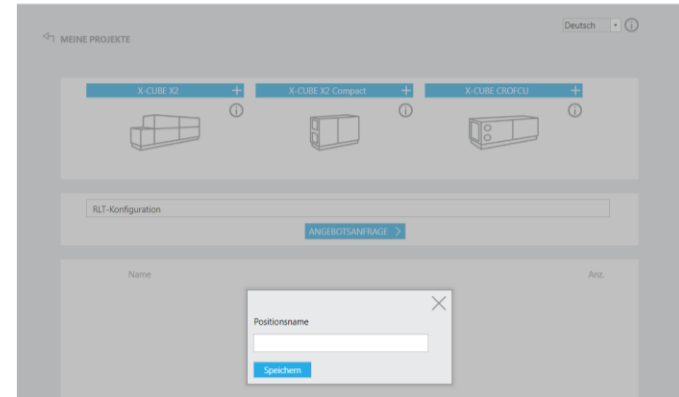 Deutsch
MEINE PROJEKTE
X-CUBE X2
X-CUBE X2 Compact
X-CUBE CROFCU
RLT-Konfiguration
ANGEBOTSANFRAGE
Name
Anz.
Positionsname
Speichern